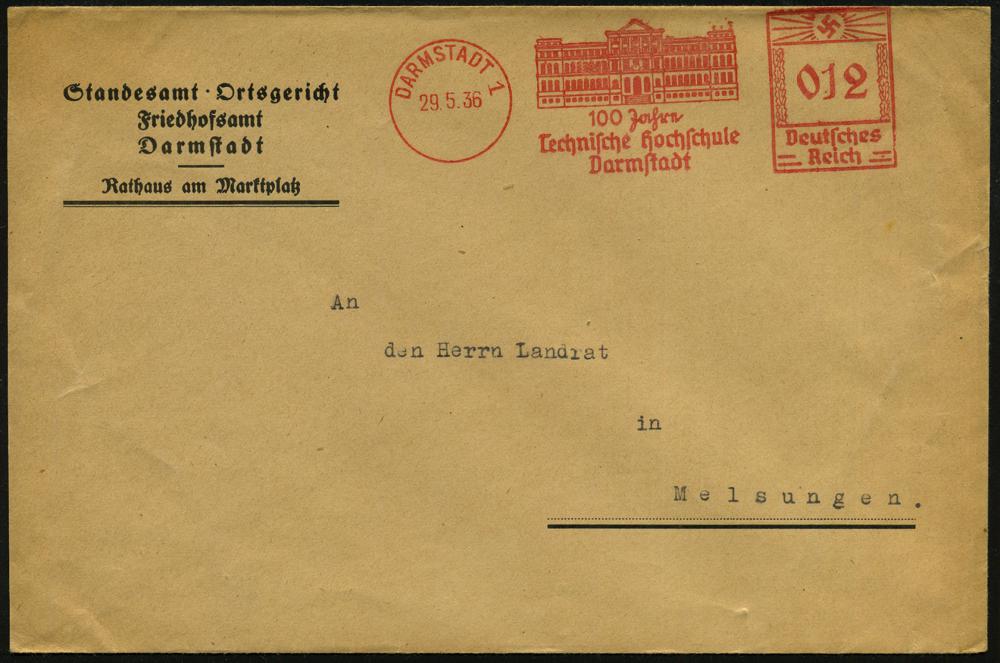 Standesamt · Ortsgericht
Friedhofsamt
Darmstadt
Rathaus am Marktplatz
DARMSTADT 1
29.5.36
100 Jahre
Technische Hochschule
Darmstadt
012
Deutsches
Reich
An
den Herrn Landrat
in
Melsungen.